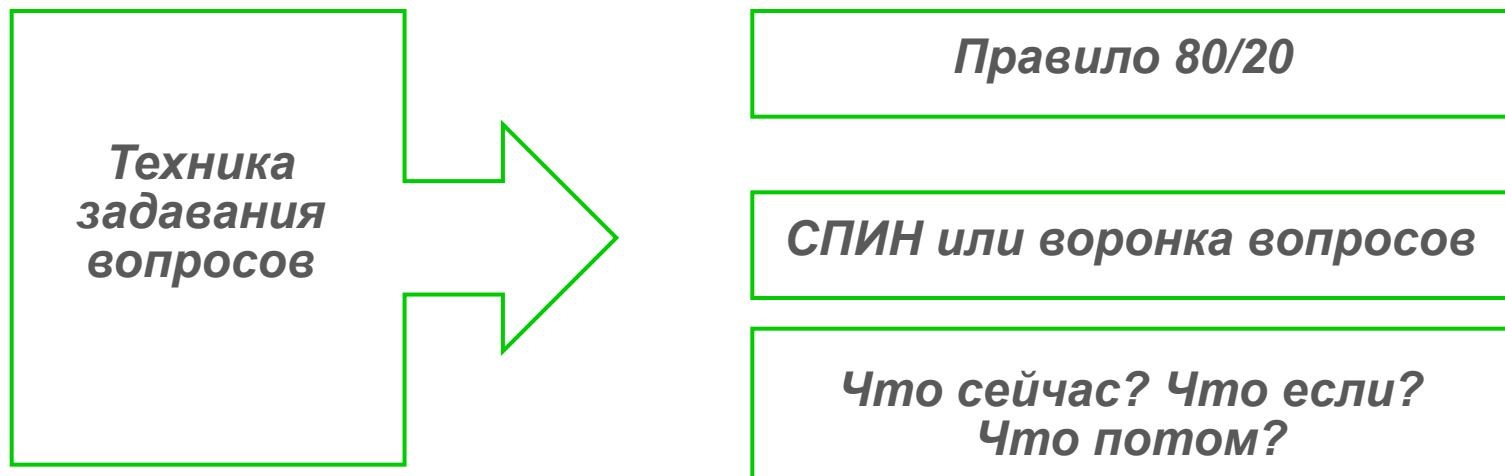 Техника
задавания
вопросов
Правило 80/20
СПИН или воронка вопросов
Что сейчас? Что если?
Что потом?